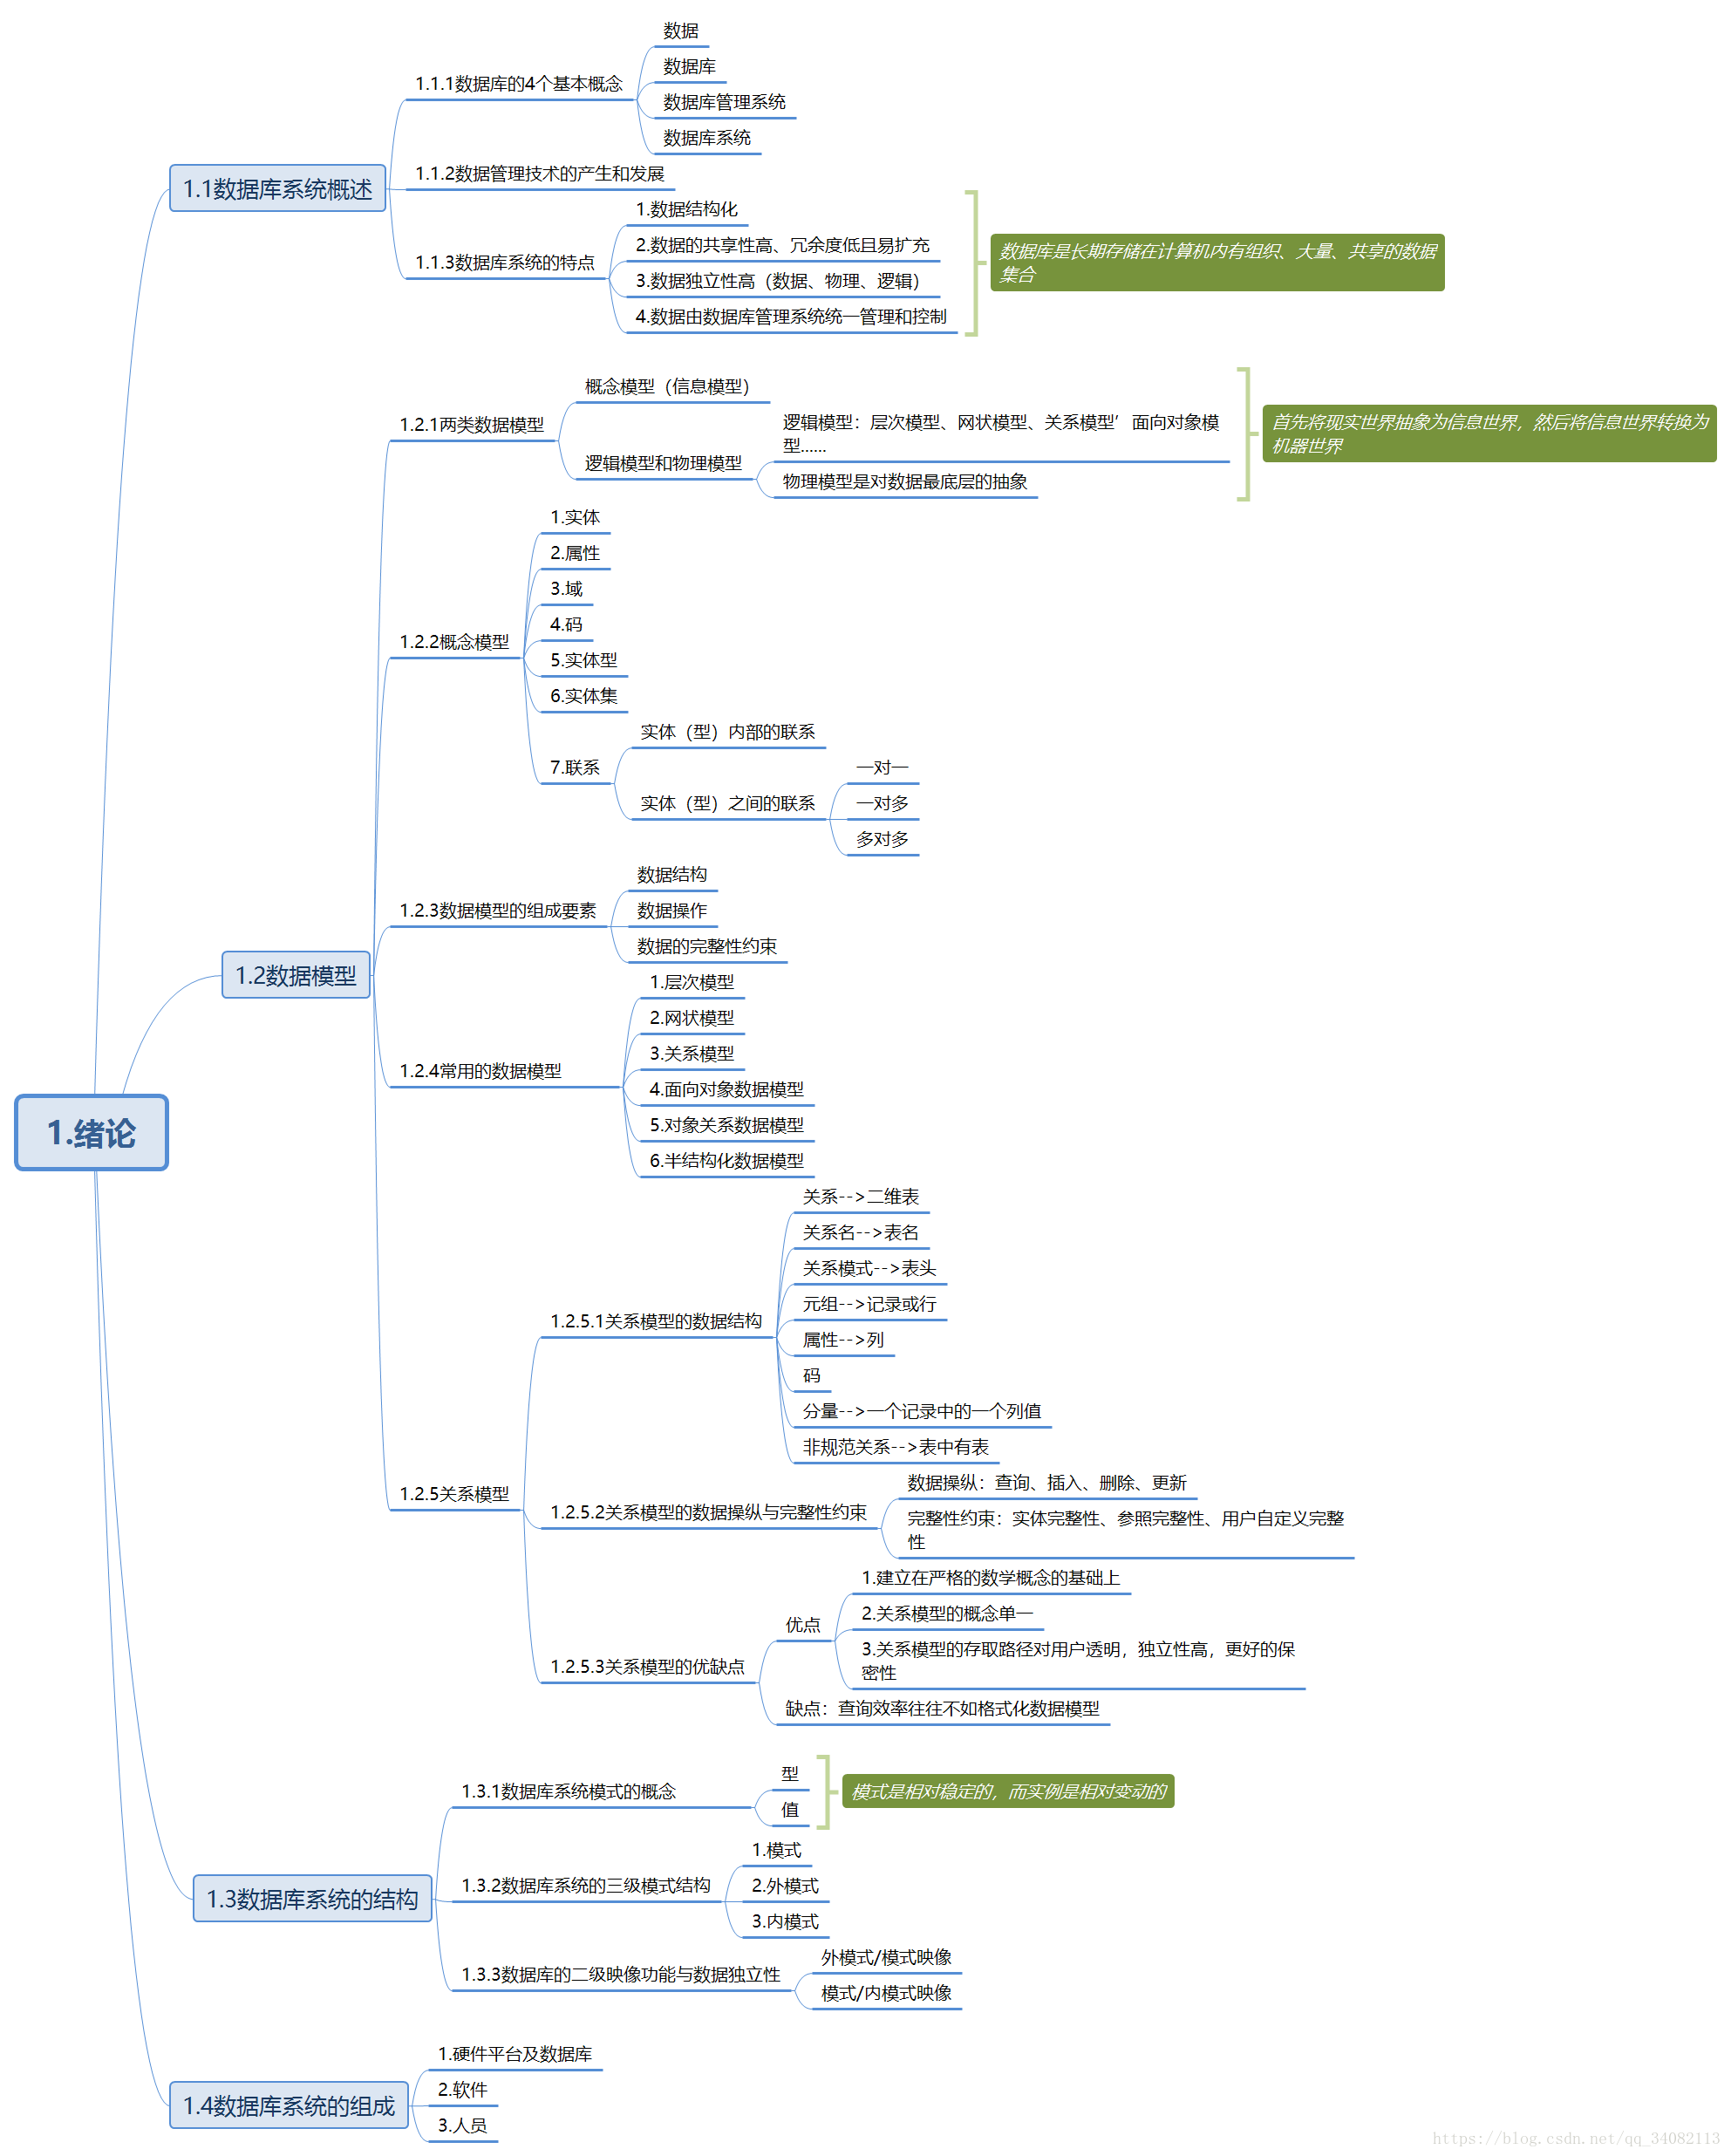 1.绪论
1.1数据库系统概述
1.1.1数据库的4个基本概念
数据
数据库
数据库管理系统
数据库系统
1.1.2数据管理技术的产生和发展
1.1.3数据库系统的特点
1.数据结构化
2.数据的共享性高、冗余度低且易扩充
3.数据独立性高（数据、物理、逻辑）
4.数据由数据库管理系统统一管理和控制
数据库是长期存储在计算机内有组织、大量、共享的数据
集合
1.2数据模型
1.2.1两类数据模型
概念模型（信息模型）
逻辑模型和物理模型
逻辑模型：层次模型、网状模型、关系模型’面向对象模
型......
物理模型是对数据最底层的抽象
首先将现实世界抽象为信息世界，然后将信息世界转换为
机器世界
1.2.2概念模型
1.实体
2.属性
3.域
4.码
5.实体型
6.实体集
7.联系
实体（型）内部的联系
实体（型）之间的联系
一对一
一对多
多对多
1.2.3数据模型的组成要素
数据结构
数据操作
数据的完整性约束
1.2.4常用的数据模型
1.层次模型
2.网状模型
3.关系模型
4.面向对象数据模型
5.对象关系数据模型
6.半结构化数据模型
1.2.5关系模型
1.2.5.1关系模型的数据结构
关系-->二维表
关系名-->表名
关系模式-->表头
元组-->记录或行
属性-->列
码
分量-->一个记录中的一个列值
非规范关系-->表中有表
1.2.5.2关系模型的数据操纵与完整性约束
数据操纵：查询、插入、删除、更新
完整性约束：实体完整性、参照完整性、用户自定义完整
性
1.2.5.3关系模型的优缺点
优点
1.建立在严格的数学概念的基础上
2.关系模型的概念单一
3.关系模型的存取路径对用户透明，独立性高，更好的保
密性
缺点：查询效率往往不如格式化数据模型
1.3数据库系统的结构
1.3.1数据库系统模式的概念
型
值
模式是相对稳定的，而实例是相对变动的
1.3.2数据库系统的三级模式结构
1.模式
2.外模式
3.内模式
1.3.3数据库的二级映像功能与数据独立性
外模式/模式映像
模式/内模式映像
1.4数据库系统的组成
1.硬件平台及数据库
2.软件
3.人员
https://blog.csdn.net/qq_34082113